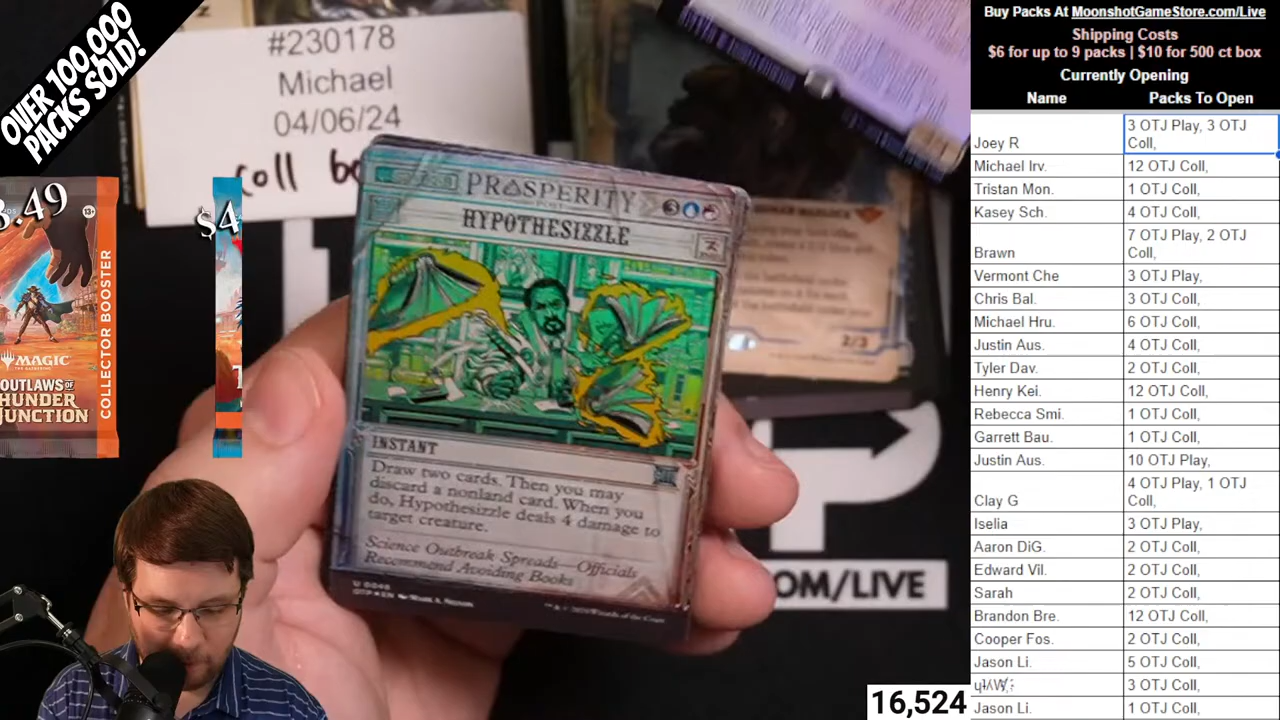 OVER 100,000
PACKS SOLD!
#230178
Michael
04/06/24
coll
3.49
$4
MAGIC
OUTLAWS OF
THUNDER
JUNCTION
COLLECTOR BOOSTER
PROSPERITY
POST
HYPOTHESIZZLE
INSTANT
Draw two cards. Then you may
discard a nonland card. When you
do, Hypothesizzle deals 4 damage to
target creature.
Science Outbreak Spreads—Officials
Recommend Avoiding Books
U 0046
2/3
OM/LIVE
16,524
Buy Packs At MoonshotGameStore.com/Live
Shipping Costs
$6 for up to 9 packs | $10 for 500 ct box
Currently Opening
Name Packs To Open
Joey R 3 OTJ Play, 3 OTJ
Coll,
Michael Irv. 12 OTJ Coll,
Tristan Mon. 1 OTJ Coll,
Kasey Sch. 4 OTJ Coll,
Brawn 7 OTJ Play, 2 OTJ
Coll,
Vermont Che 3 OTJ Play,
Chris Bal. 3 OTJ Coll,
Michael Hru. 6 OTJ Coll,
Justin Aus. 4 OTJ Coll,
Tyler Dav. 2 OTJ Coll,
Henry Kei. 12 OTJ Coll,
Rebecca Smi. 1 OTJ Coll,
Garrett Bau. 1 OTJ Coll,
Justin Aus. 10 OTJ Play,
Clay G 4 OTJ Play, 1 OTJ
Coll,
Iselia 3 OTJ Play,
Aaron DiG. 2 OTJ Coll,
Edward Vil. 2 OTJ Coll,
Sarah 2 OTJ Coll,
Brandon Bre. 12 OTJ Coll,
Cooper Fos. 2 OTJ Coll,
Jason Li. 5 OTJ Coll,
3 OTJ Coll,
Jason Li. 1 OTJ Coll,